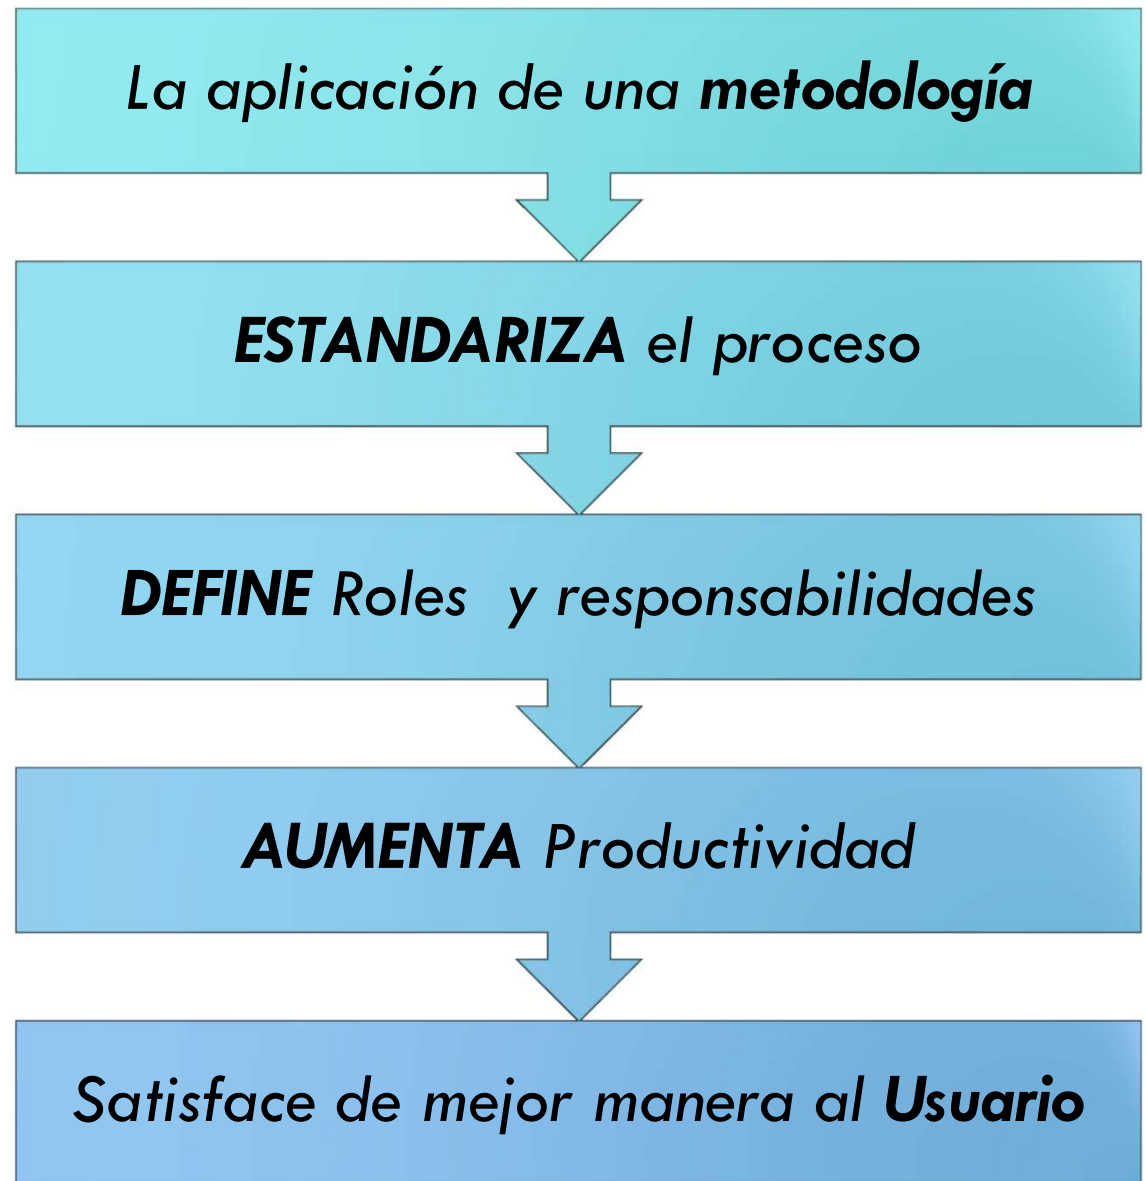 La aplicación de una metodología
ESTANDARIZA el proceso
DEFINE Roles  y responsabilidades
AUMENTA Productividad
Satisface de mejor manera al Usuario